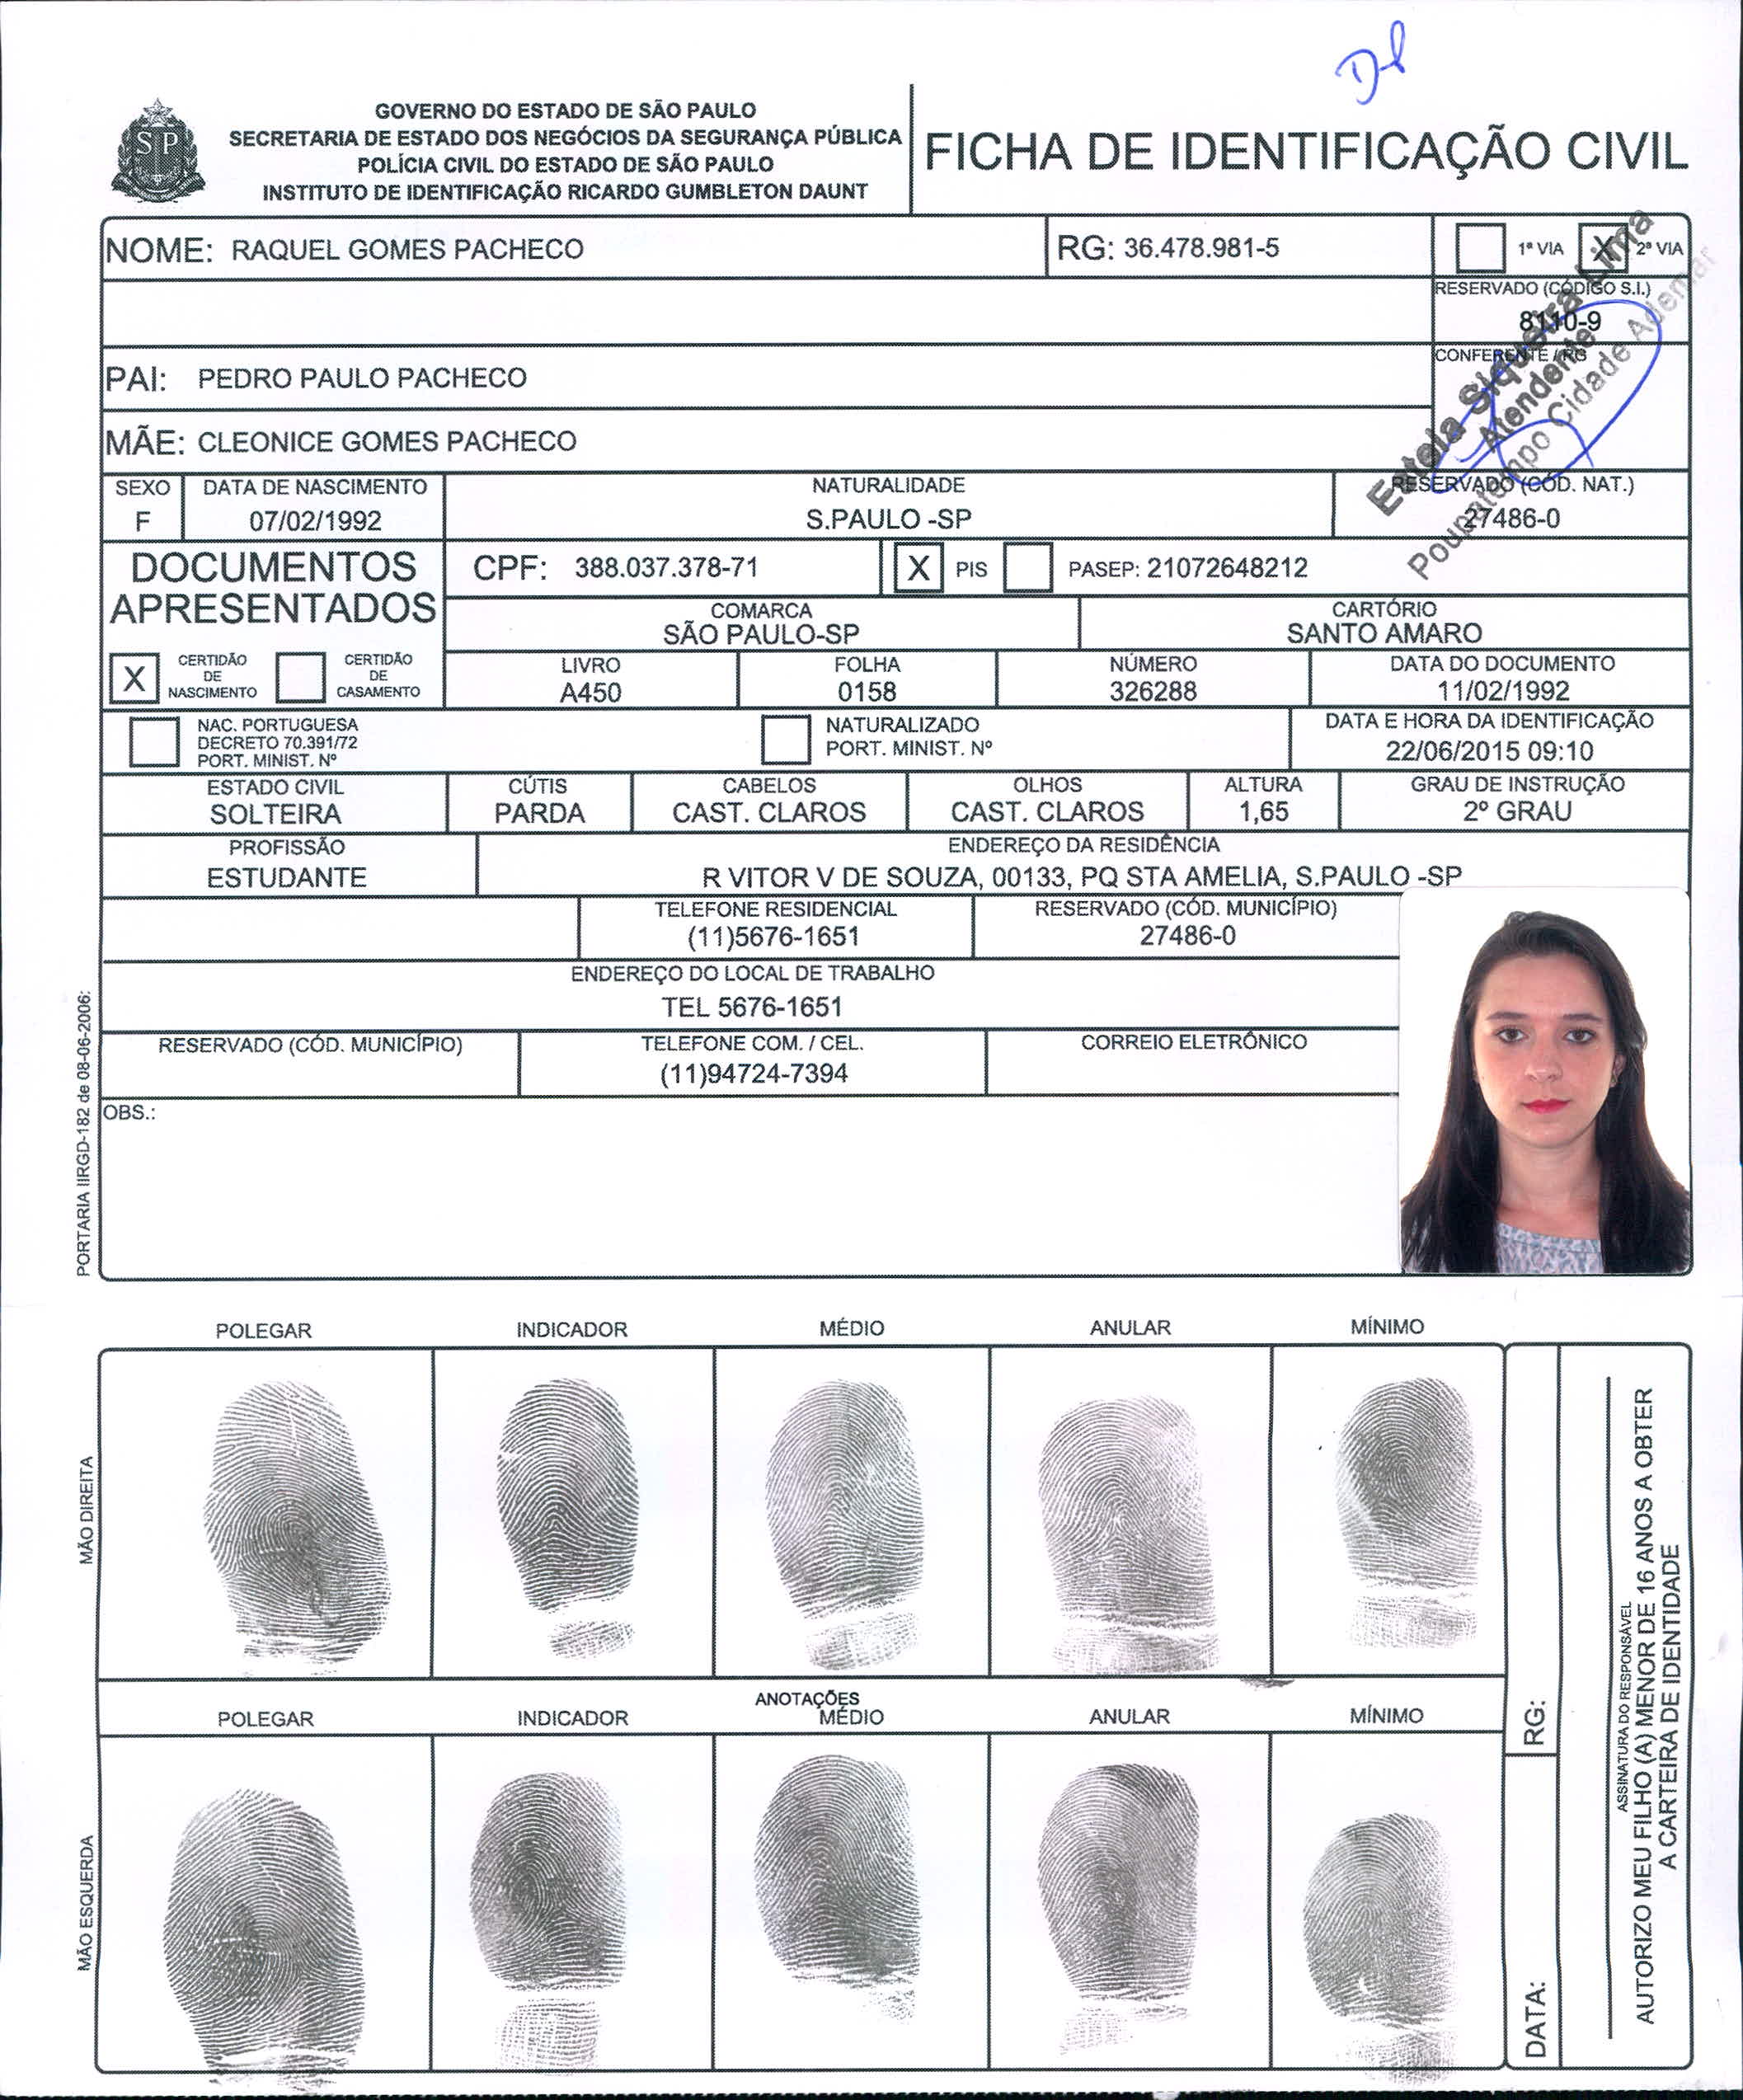 GOVERNO DO ESTADO DE SÃO PAULO
SECRETARIA DE ESTADO DOS NEGÓCIOS DA SEGURANÇA PÚBLICA
POLÍCIA CIVIL DO ESTADO DE SÃO PAULO
INSTITUTO DE IDENTIFICAÇÃO RICARDO GUMBLETON DAUNT
SP
FICHA DE IDENTIFICAÇÃO CIVIL
NOME: RAQUEL GOMES PACHECO
RG: 36.478.981-5
1ª VIA X 2ª VIA
RESERVADO (CÓDIGO S.I.)
8110-9
CONFERENTE / RG
Estela Siqueira Lima
Atendente
Poupatempo Cidade Ademar
PAI: PEDRO PAULO PACHECO
MÃE: CLEONICE GOMES PACHECO
SEXO
F
DATA DE NASCIMENTO
07/02/1992
NATURALIDADE
S.PAULO -SP
RESERVADO (CÓD. NAT.)
27486-0
DOCUMENTOS
APRESENTADOS
CPF: 388.037.378-71
X PIS
PASEP: 21072648212
COMARCA
SÃO PAULO-SP
CARTÓRIO
SANTO AMARO
X CERTIDÃO
DE
NASCIMENTO
CERTIDÃO
DE
CASAMENTO
LIVRO
A450
FOLHA
0158
NÚMERO
326288
DATA DO DOCUMENTO
11/02/1992
NAC. PORTUGUESA
DECRETO 70.391/72
PORT. MINIST. Nº
NATURALIZADO
PORT. MINIST. Nº
DATA E HORA DA IDENTIFICAÇÃO
22/06/2015 09:10
ESTADO CIVIL
SOLTEIRA
CÚTIS
PARDA
CABELOS
CAST. CLAROS
OLHOS
CAST. CLAROS
ALTURA
1,65
GRAU DE INSTRUÇÃO
2º GRAU
PROFISSÃO
ESTUDANTE
ENDEREÇO DA RESIDÊNCIA
R VITOR V DE SOUZA, 00133, PQ STA AMELIA, S.PAULO -SP
TELEFONE RESIDENCIAL
(11)5676-1651
RESERVADO (CÓD. MUNICÍPIO)
27486-0
ENDEREÇO DO LOCAL DE TRABALHO
TEL 5676-1651
RESERVADO (CÓD. MUNICÍPIO)
TELEFONE COM. / CEL.
(11)94724-7394
CORREIO ELETRÔNICO
OBS.:
PORTARIA IIRGD-182 de 08-06-2006:
POLEGAR INDICADOR MÉDIO ANULAR MÍNIMO
MÃO DIREITA
ANOTAÇÕES
POLEGAR INDICADOR MÉDIO ANULAR MÍNIMO
MÃO ESQUERDA
RG:
DATA:
ASSINATURA DO RESPONSÁVEL
AUTORIZO MEU FILHO (A) MENOR DE 16 ANOS A OBTER
A CARTEIRA DE IDENTIDADE